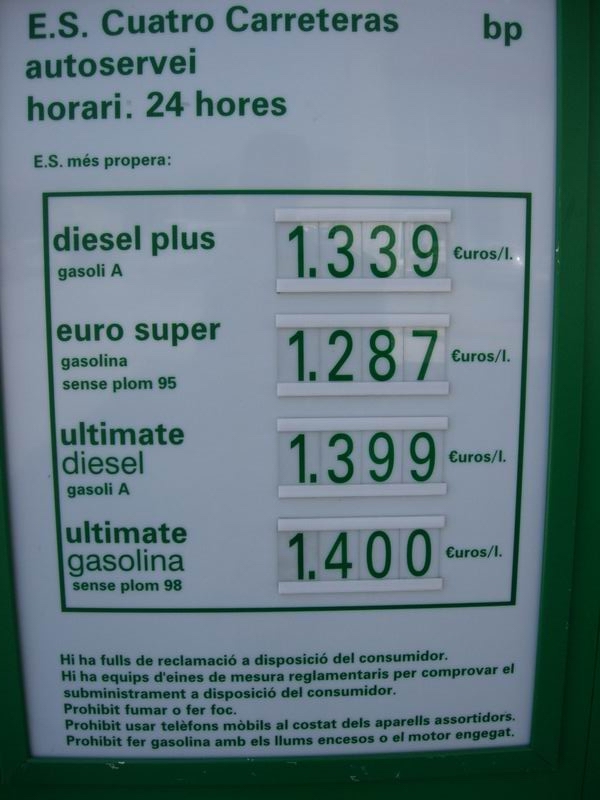 E.S. Cuatro Carreteras bp
autoservei
horari: 24 hores
E.S. més propera:
diesel plus
gasoli A
1.339 €uros/l.
euro super
gasolina
sense plom 95
1.287 €uros/l.
ultimate
diesel
gasoli A
1.399 €uros/l.
ultimate
gasolina
sense plom 98
1.400 €uros/l.
Hi ha fulls de reclamació a disposició del consumidor.
Hi ha equips d'eines de mesura reglamentaris per comprovar el
subministrament a disposició del consumidor.
Prohibit fumar o fer foc.
Prohibit usar telèfons mòbils al costat dels aparells assortidors.
Prohibit fer gasolina amb els llums encesos o el motor engegat.